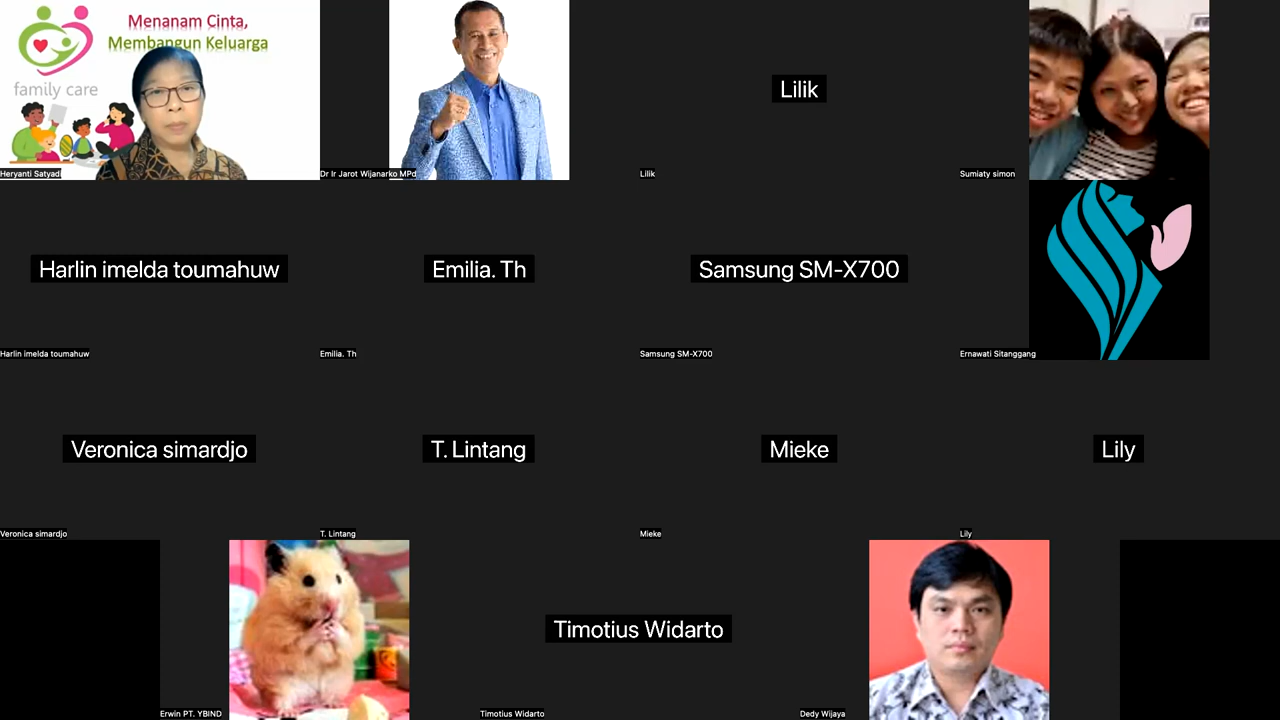 Menanam Cinta,
Membangun Keluarga
family care
Heryanti Satyadi
Dr Ir Jarot Wijanarko MPd
Lilik
Lilik
Sumiaty simon
Harlin imelda toumahuw
Harlin imelda toumahuw
Emilia. Th
Emilia. Th
Samsung SM-X700
Samsung SM-X700
Ernawati Sitanggang
Veronica simardjo
Veronica simardjo
T. Lintang
T. Lintang
Mieke
Mieke
Lily
Lily
Erwin PT. YBIND
Timotius Widarto
Timotius Widarto
Dedy Wijaya